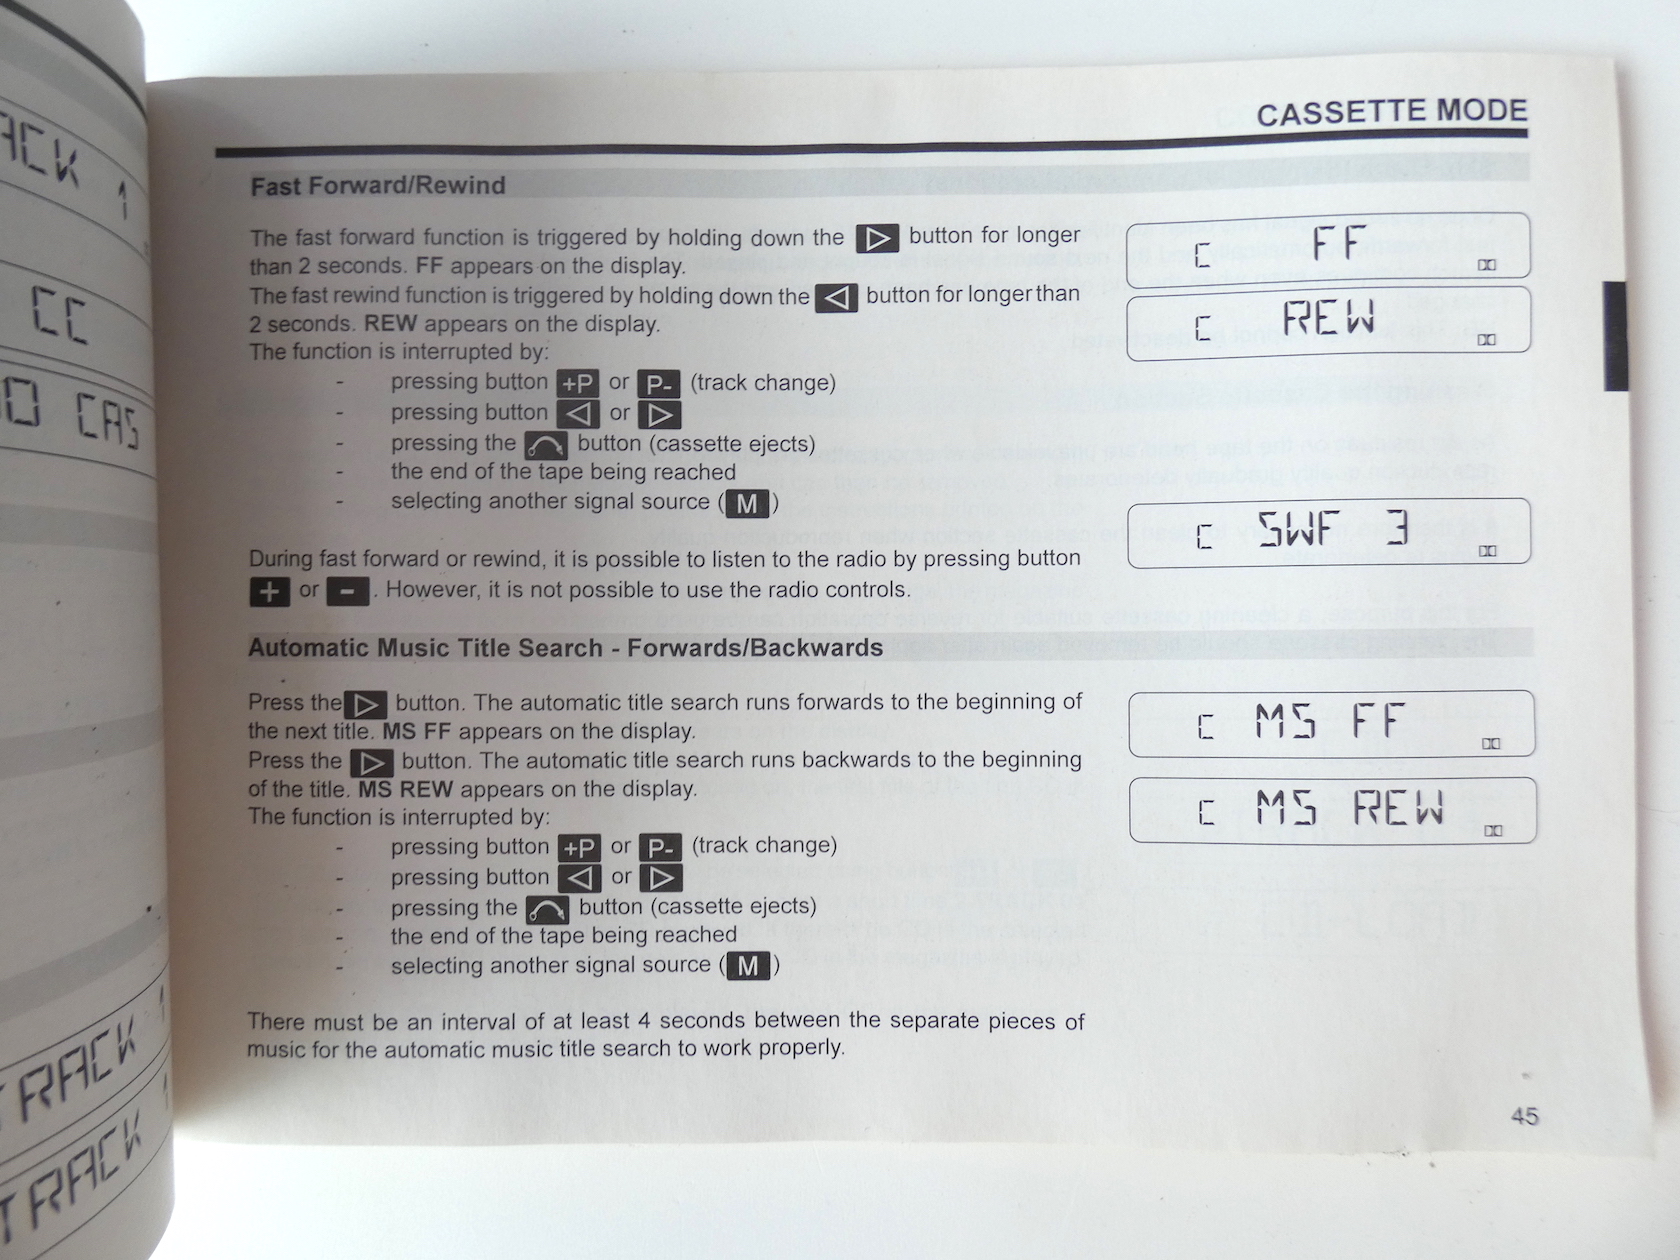 ACK 1
CC
O CAS
TRACK 1
TRACK 1
CASSETTE MODE
Fast Forward/Rewind
The fast forward function is triggered by holding down the ▷ button for longer
than 2 seconds. FF appears on the display.
The fast rewind function is triggered by holding down the ◁ button for longer than
2 seconds. REW appears on the display.
The function is interrupted by:
- pressing button +P or P- (track change)
- pressing button ◁ or ▷
- pressing the button (cassette ejects)
- the end of the tape being reached
- selecting another signal source ( M )
During fast forward or rewind, it is possible to listen to the radio by pressing button
+ or - . However, it is not possible to use the radio controls.
c FF
c REW
c SWF 3
Automatic Music Title Search - Forwards/Backwards
Press the ▷ button. The automatic title search runs forwards to the beginning of
the next title. MS FF appears on the display.
Press the ▷ button. The automatic title search runs backwards to the beginning
of the title. MS REW appears on the display.
The function is interrupted by:
- pressing button +P or P- (track change)
- pressing button ◁ or ▷
- pressing the button (cassette ejects)
- the end of the tape being reached
- selecting another signal source ( M )
There must be an interval of at least 4 seconds between the separate pieces of
music for the automatic music title search to work properly.
c MS FF
c MS REW
45